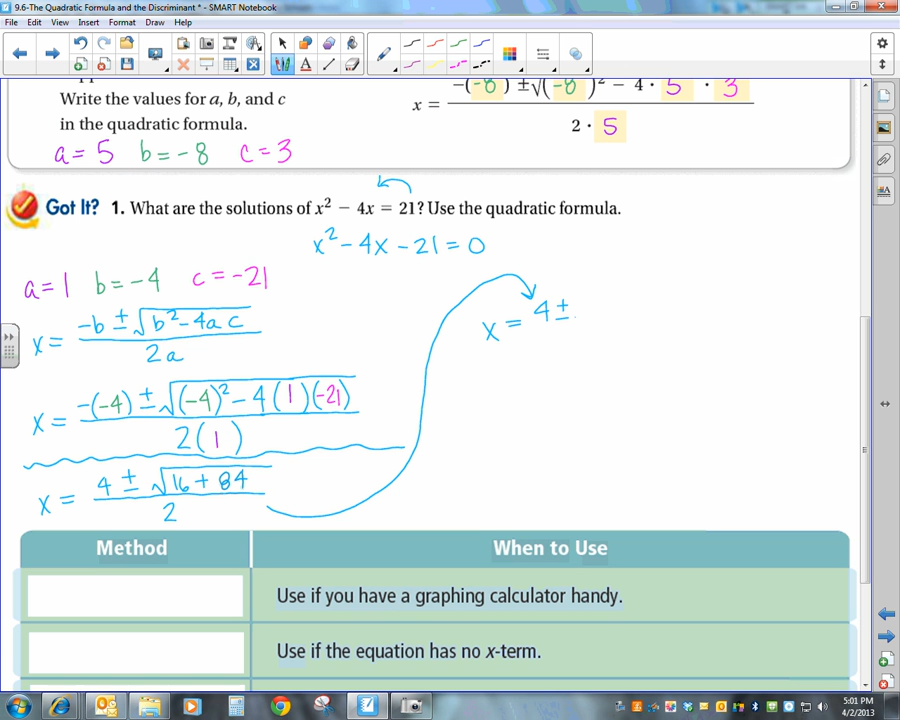 9.6-The Quadratic Formula and the Discriminant * - SMART Notebook
File Edit View Insert Format Draw Help
Write the values for a, b, and c
in the quadratic formula.
x = −(-8) ±√(-8)² − 4 · 5 · 3
2 · 5
a = 5 b = -8 c = 3
Got It? 1. What are the solutions of x² − 4x = 21? Use the quadratic formula.
x² - 4x - 21 = 0
a = 1 b = -4 c = -21
x = -b ± √b² - 4ac
2a
x = -(-4) ± √(-4)² - 4(1)(-21)
2(1)
x = 4 ± √16 + 84
2
x = 4 ±
Method When to Use
Use if you have a graphing calculator handy.
Use if the equation has no x-term.
5:01 PM
4/2/2013